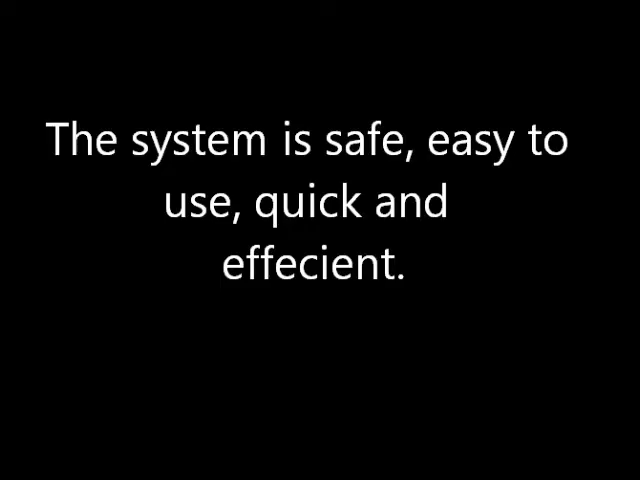 The system is safe, easy to
use, quick and
effecient.